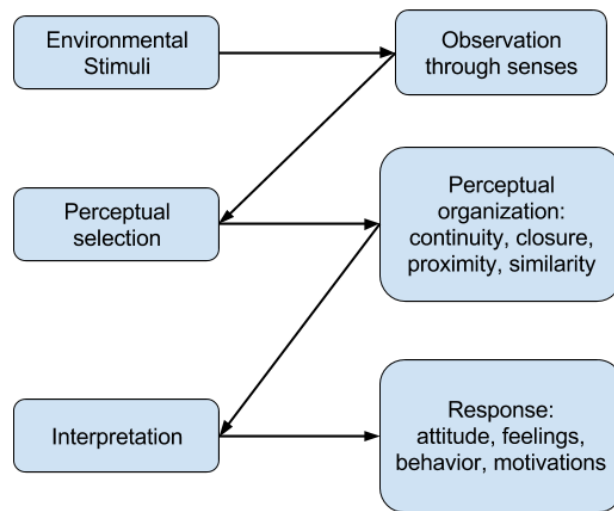 Environmental
Stimuli
Observation
through senses
Perceptual
selection
Perceptual
organization:
continuity, closure,
proximity, similarity
Interpretation
Response:
attitude, feelings,
behavior, motivations